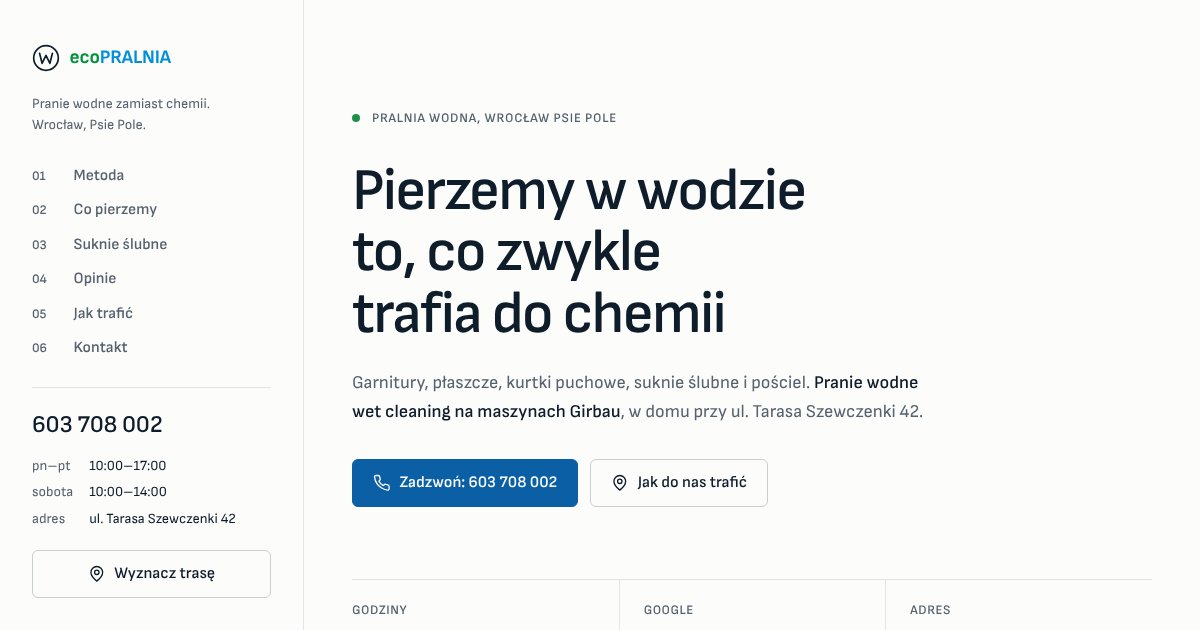 ecoPRALNIA
Pranie wodne zamiast chemii.
Wrocław, Psie Pole.
01 Metoda
02 Co pierzemy
03 Suknie ślubne
04 Opinie
05 Jak trafić
06 Kontakt
603 708 002
pn–pt 10:00–17:00
sobota 10:00–14:00
adres ul. Tarasa Szewczenki 42
Wyznacz trasę
PRALNIA WODNA, WROCŁAW PSIE POLE
Pierzemy w wodzie
to, co zwykle
trafia do chemii
Garnitury, płaszcze, kurtki puchowe, suknie ślubne i pościel. Pranie wodne
wet cleaning na maszynach Girbau, w domu przy ul. Tarasa Szewczenki 42.
Zadzwoń: 603 708 002
Jak do nas trafić
GODZINY
GOOGLE
ADRES